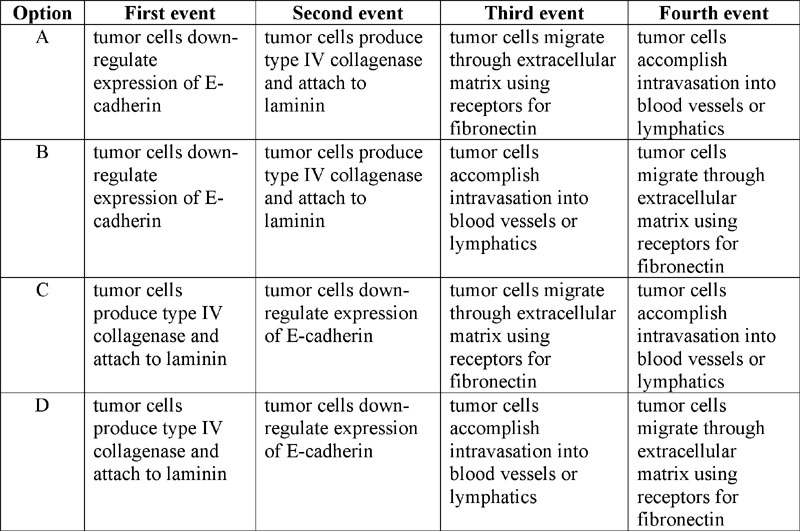 Option First event Second event Third event Fourth event
A
tumor cells down-
regulate
expression of E-
cadherin
tumor cells produce
type IV collagenase
and attach to
laminin
tumor cells migrate
through extracellular
matrix using
receptors for
fibronectin
tumor cells
accomplish
intravasation into
blood vessels or
lymphatics
B
tumor cells down-
regulate
expression of E-
cadherin
tumor cells produce
type IV collagenase
and attach to
laminin
tumor cells
accomplish
intravasation into
blood vessels or
lymphatics
tumor cells
migrate through
extracellular
matrix using
receptors for
fibronectin
C
tumor cells
produce type IV
collagenase and
attach to laminin
tumor cells down-
regulate expression
of E-cadherin
tumor cells migrate
through extracellular
matrix using
receptors for
fibronectin
tumor cells
accomplish
intravasation into
blood vessels or
lymphatics
D
tumor cells
produce type IV
collagenase and
attach to laminin
tumor cells down-
regulate expression
of E-cadherin
tumor cells
accomplish
intravasation into
blood vessels or
lymphatics
tumor cells
migrate through
extracellular
matrix using
receptors for
fibronectin